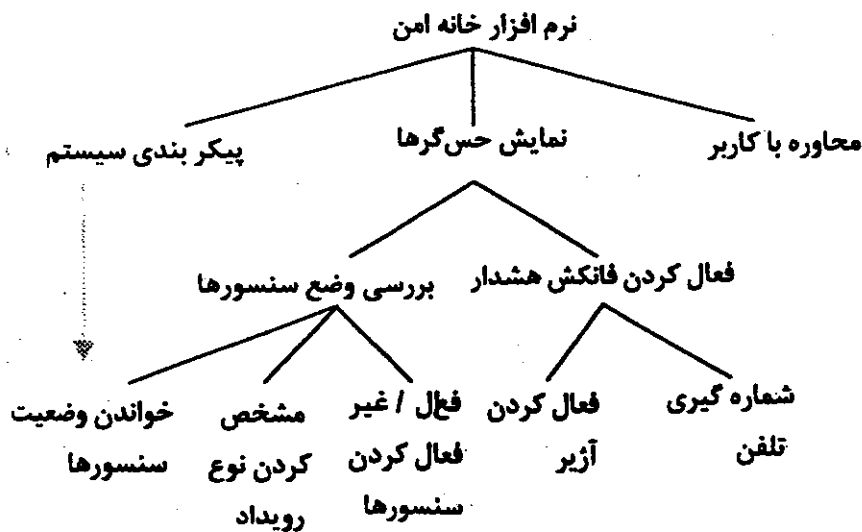 نرم افزار خانه امن
محاوره با کاربر
نمایش حس‌گرها
پیکر بندی سیستم
فعال کردن فانکش هشدار
بررسی وضع سنسورها
شماره گیری
تلفن
فعال کردن
آژیر
فعال / غیر
فعال کردن
سنسورها
مشخص
کردن نوع
رویداد
خواندن وضعیت
سنسورها